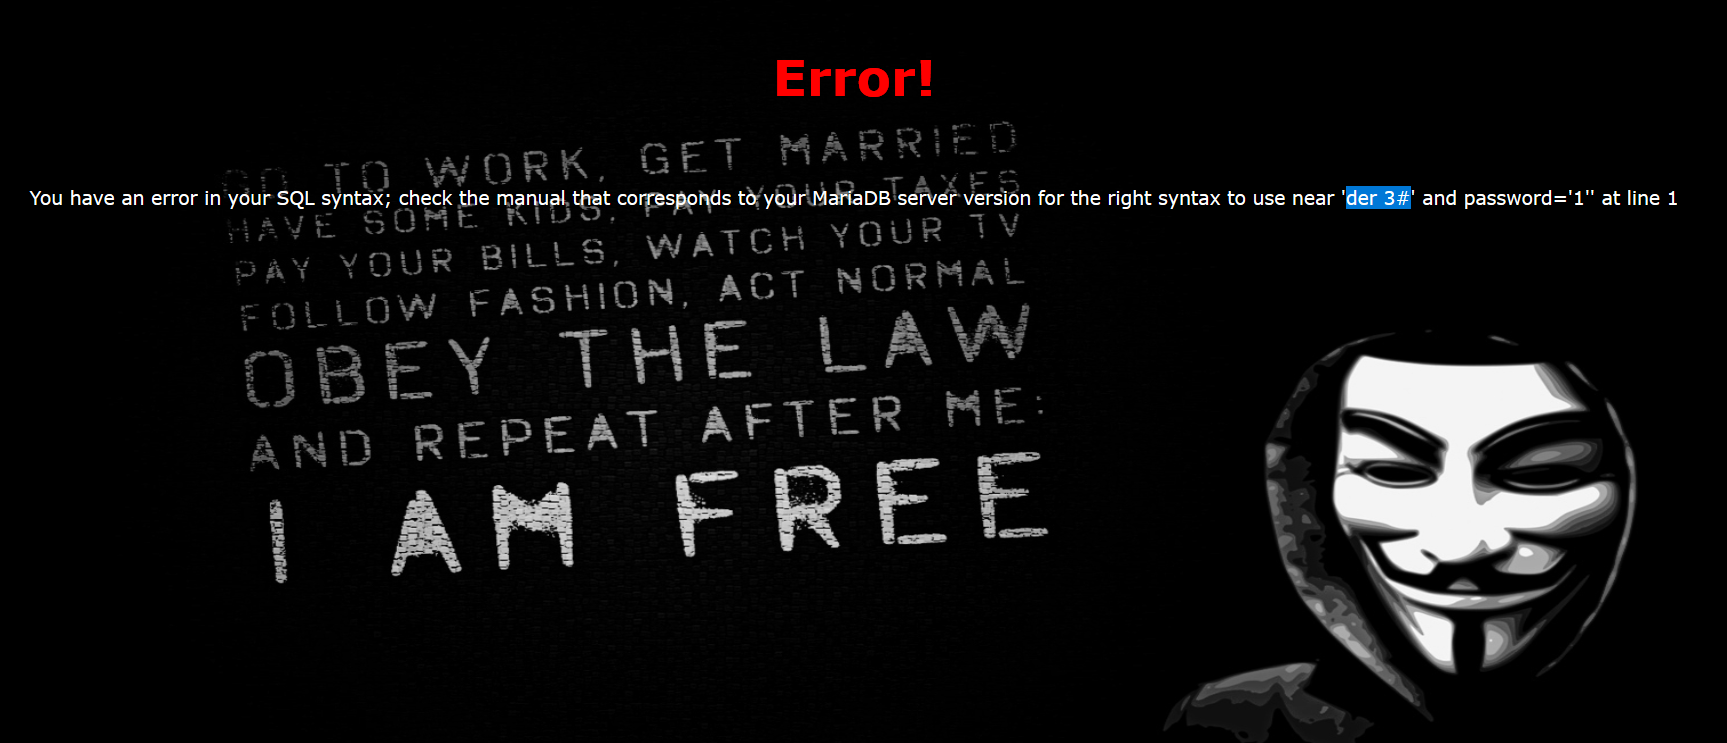 Error!
GO TO WORK, GET MARRIED
You have an error in your SQL syntax; check the manual that corresponds to your MariaDB server version for the right syntax to use near 'der 3#' and password='1'' at line 1
HAVE SOME KIDS, PAY YOUR TAXES
PAY YOUR BILLS, WATCH YOUR TV
FOLLOW FASHION, ACT NORMAL
OBEY THE LAW
AND REPEAT AFTER ME:
I AM FREE